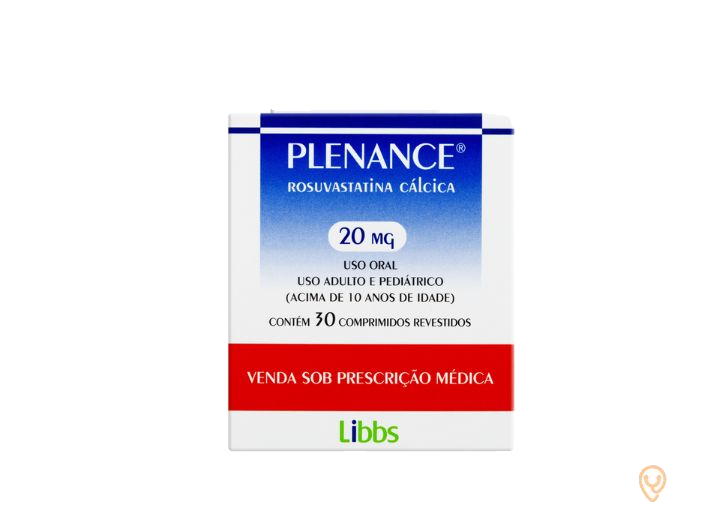 PLENANCE®
ROSUVASTATINA CÁLCICA
20 MG
USO ORAL
USO ADULTO E PEDIÁTRICO
(ACIMA DE 10 ANOS DE IDADE)
CONTÉM 30 COMPRIMIDOS REVESTIDOS
VENDA SOB PRESCRIÇÃO MÉDICA
Libbs